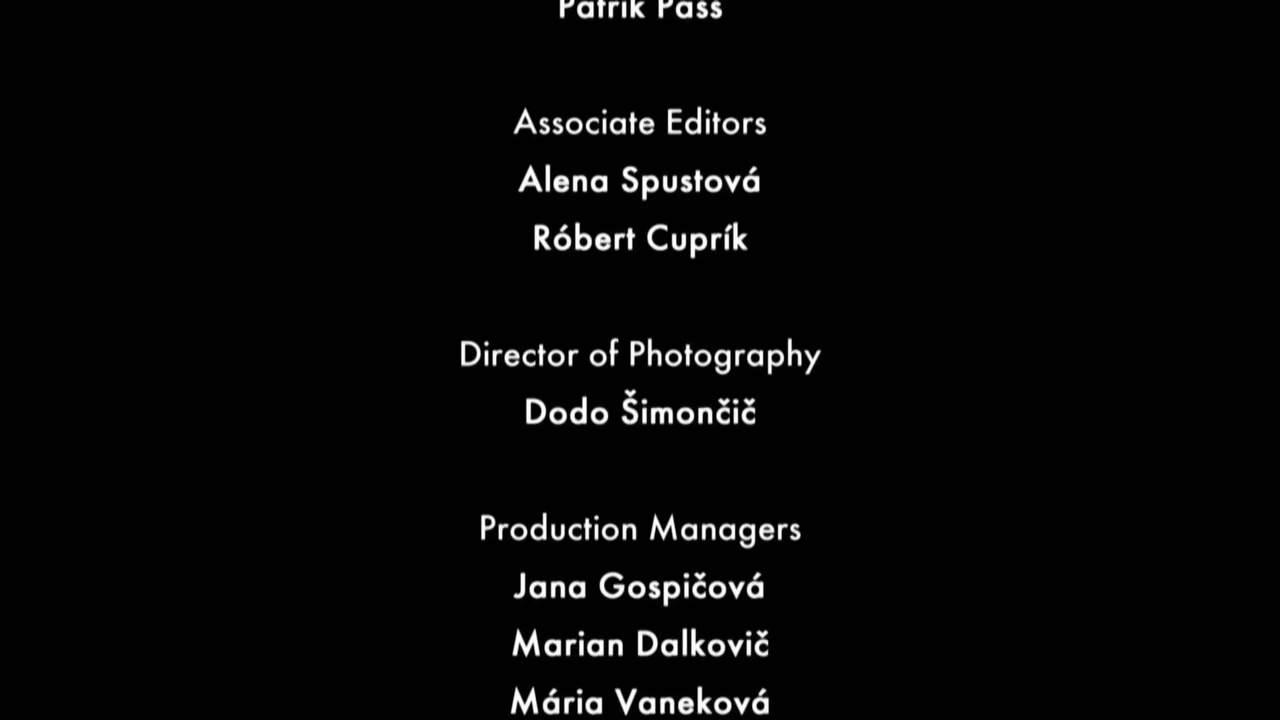 Patrik Pass
Associate Editors
Alena Spustová
Róbert Cuprík
Director of Photography
Dodo Šimončič
Production Managers
Jana Gospičová
Marian Dalkovič
Mária Vaneková